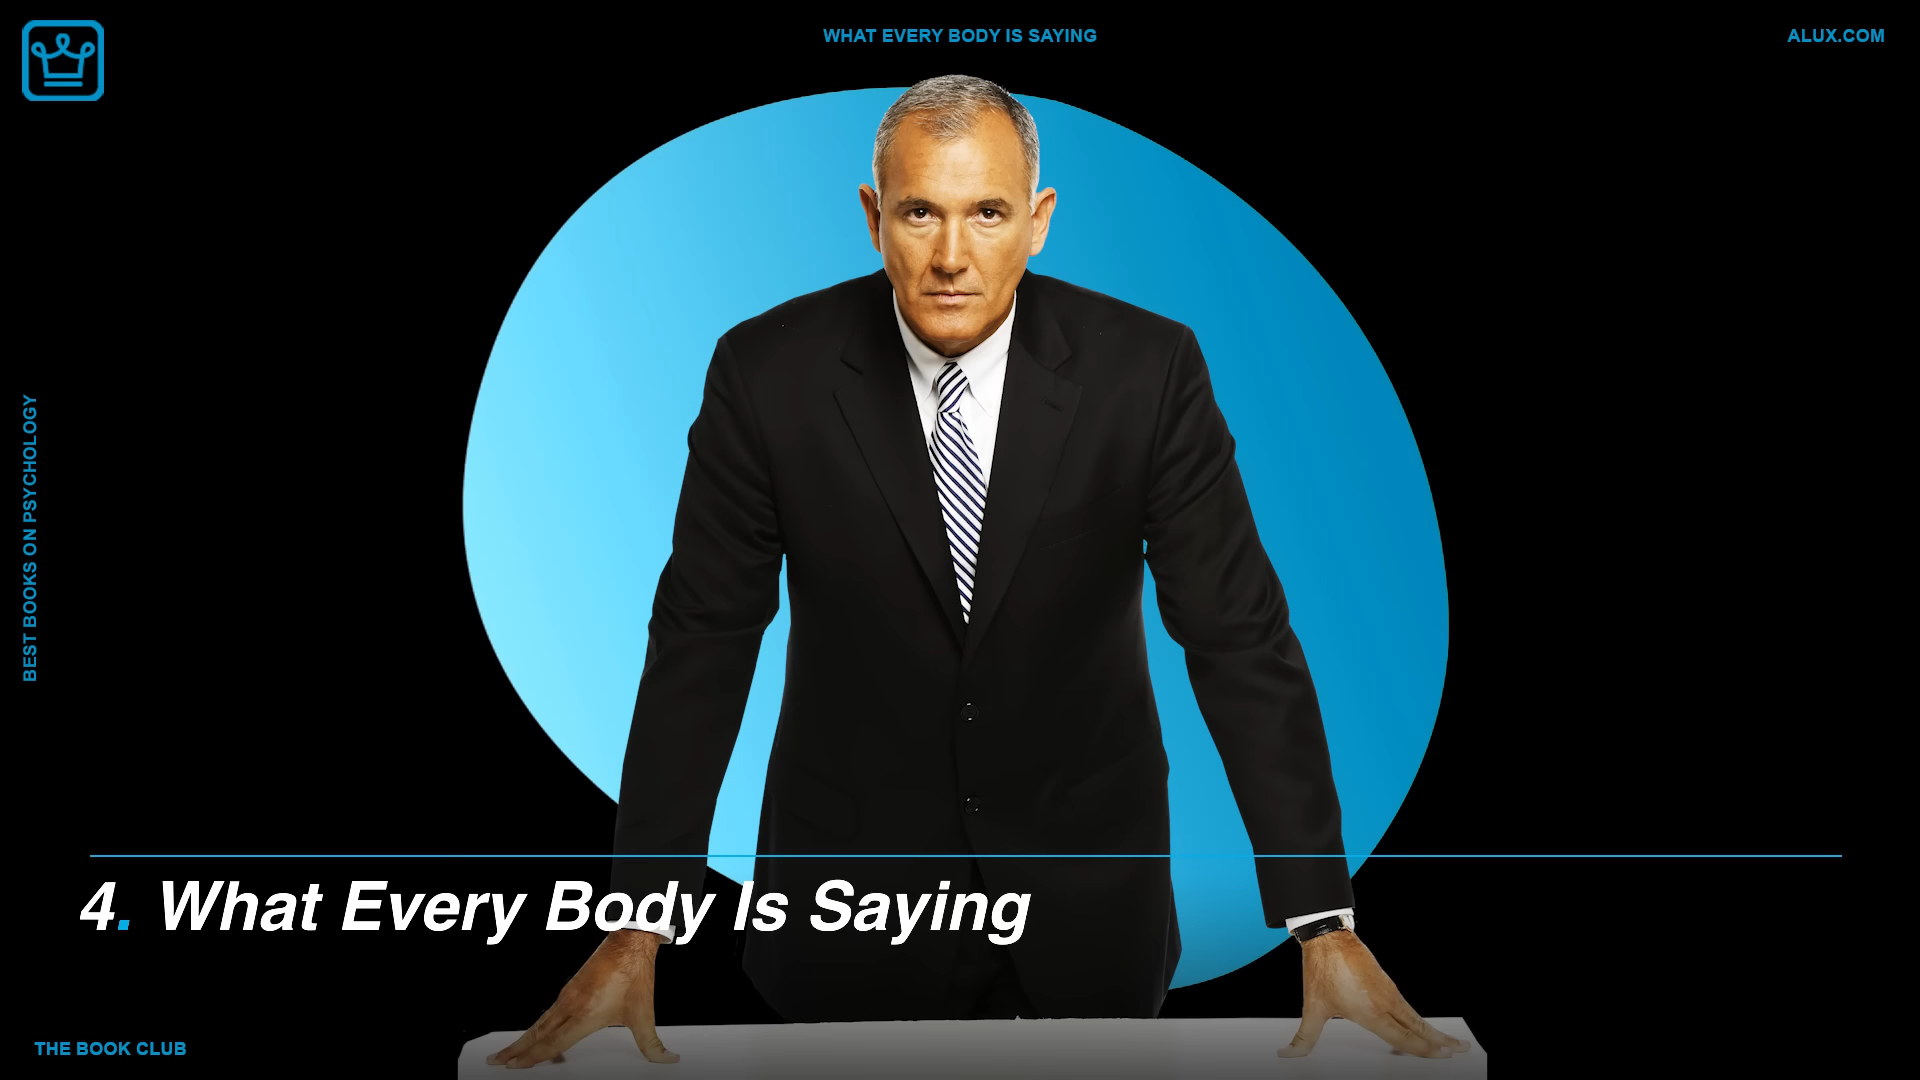 WHAT EVERY BODY IS SAYING
ALUX.COM
BEST BOOKS ON PSYCHOLOGY
4. What Every Body Is Saying
THE BOOK CLUB